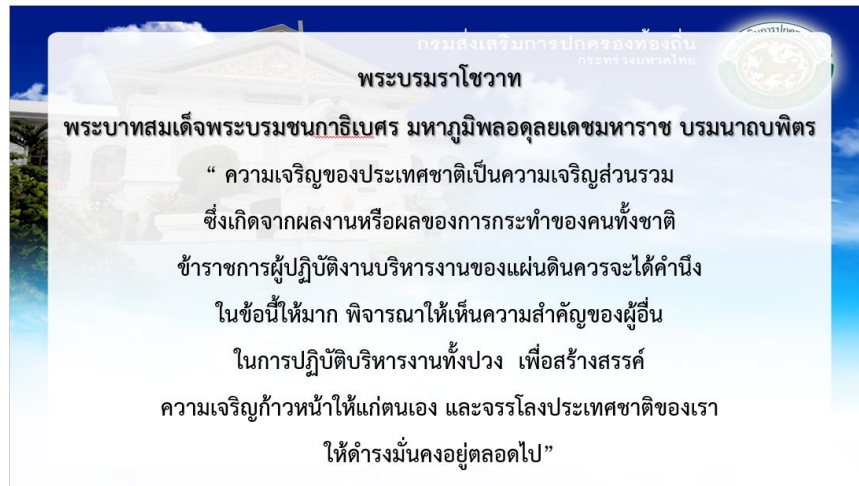 กรมส่งเสริมการปกครองท้องถิ่น
กระทรวงมหาดไทย
พระบรมราโชวาท
พระบาทสมเด็จพระบรมชนกาธิเบศร มหาภูมิพลอดุลยเดชมหาราช บรมนาถบพิตร
“ ความเจริญของประเทศชาติเป็นความเจริญส่วนรวม
ซึ่งเกิดจากผลงานหรือผลของการกระทำของคนทั้งชาติ
ข้าราชการผู้ปฏิบัติงานบริหารงานของแผ่นดินควรจะได้คำนึง
ในข้อนี้ให้มาก พิจารณาให้เห็นความสำคัญของผู้อื่น
ในการปฏิบัติบริหารงานทั้งปวง เพื่อสร้างสรรค์
ความเจริญก้าวหน้าให้แก่ตนเอง และจรรโลงประเทศชาติของเรา
ให้ดำรงมั่นคงอยู่ตลอดไป”